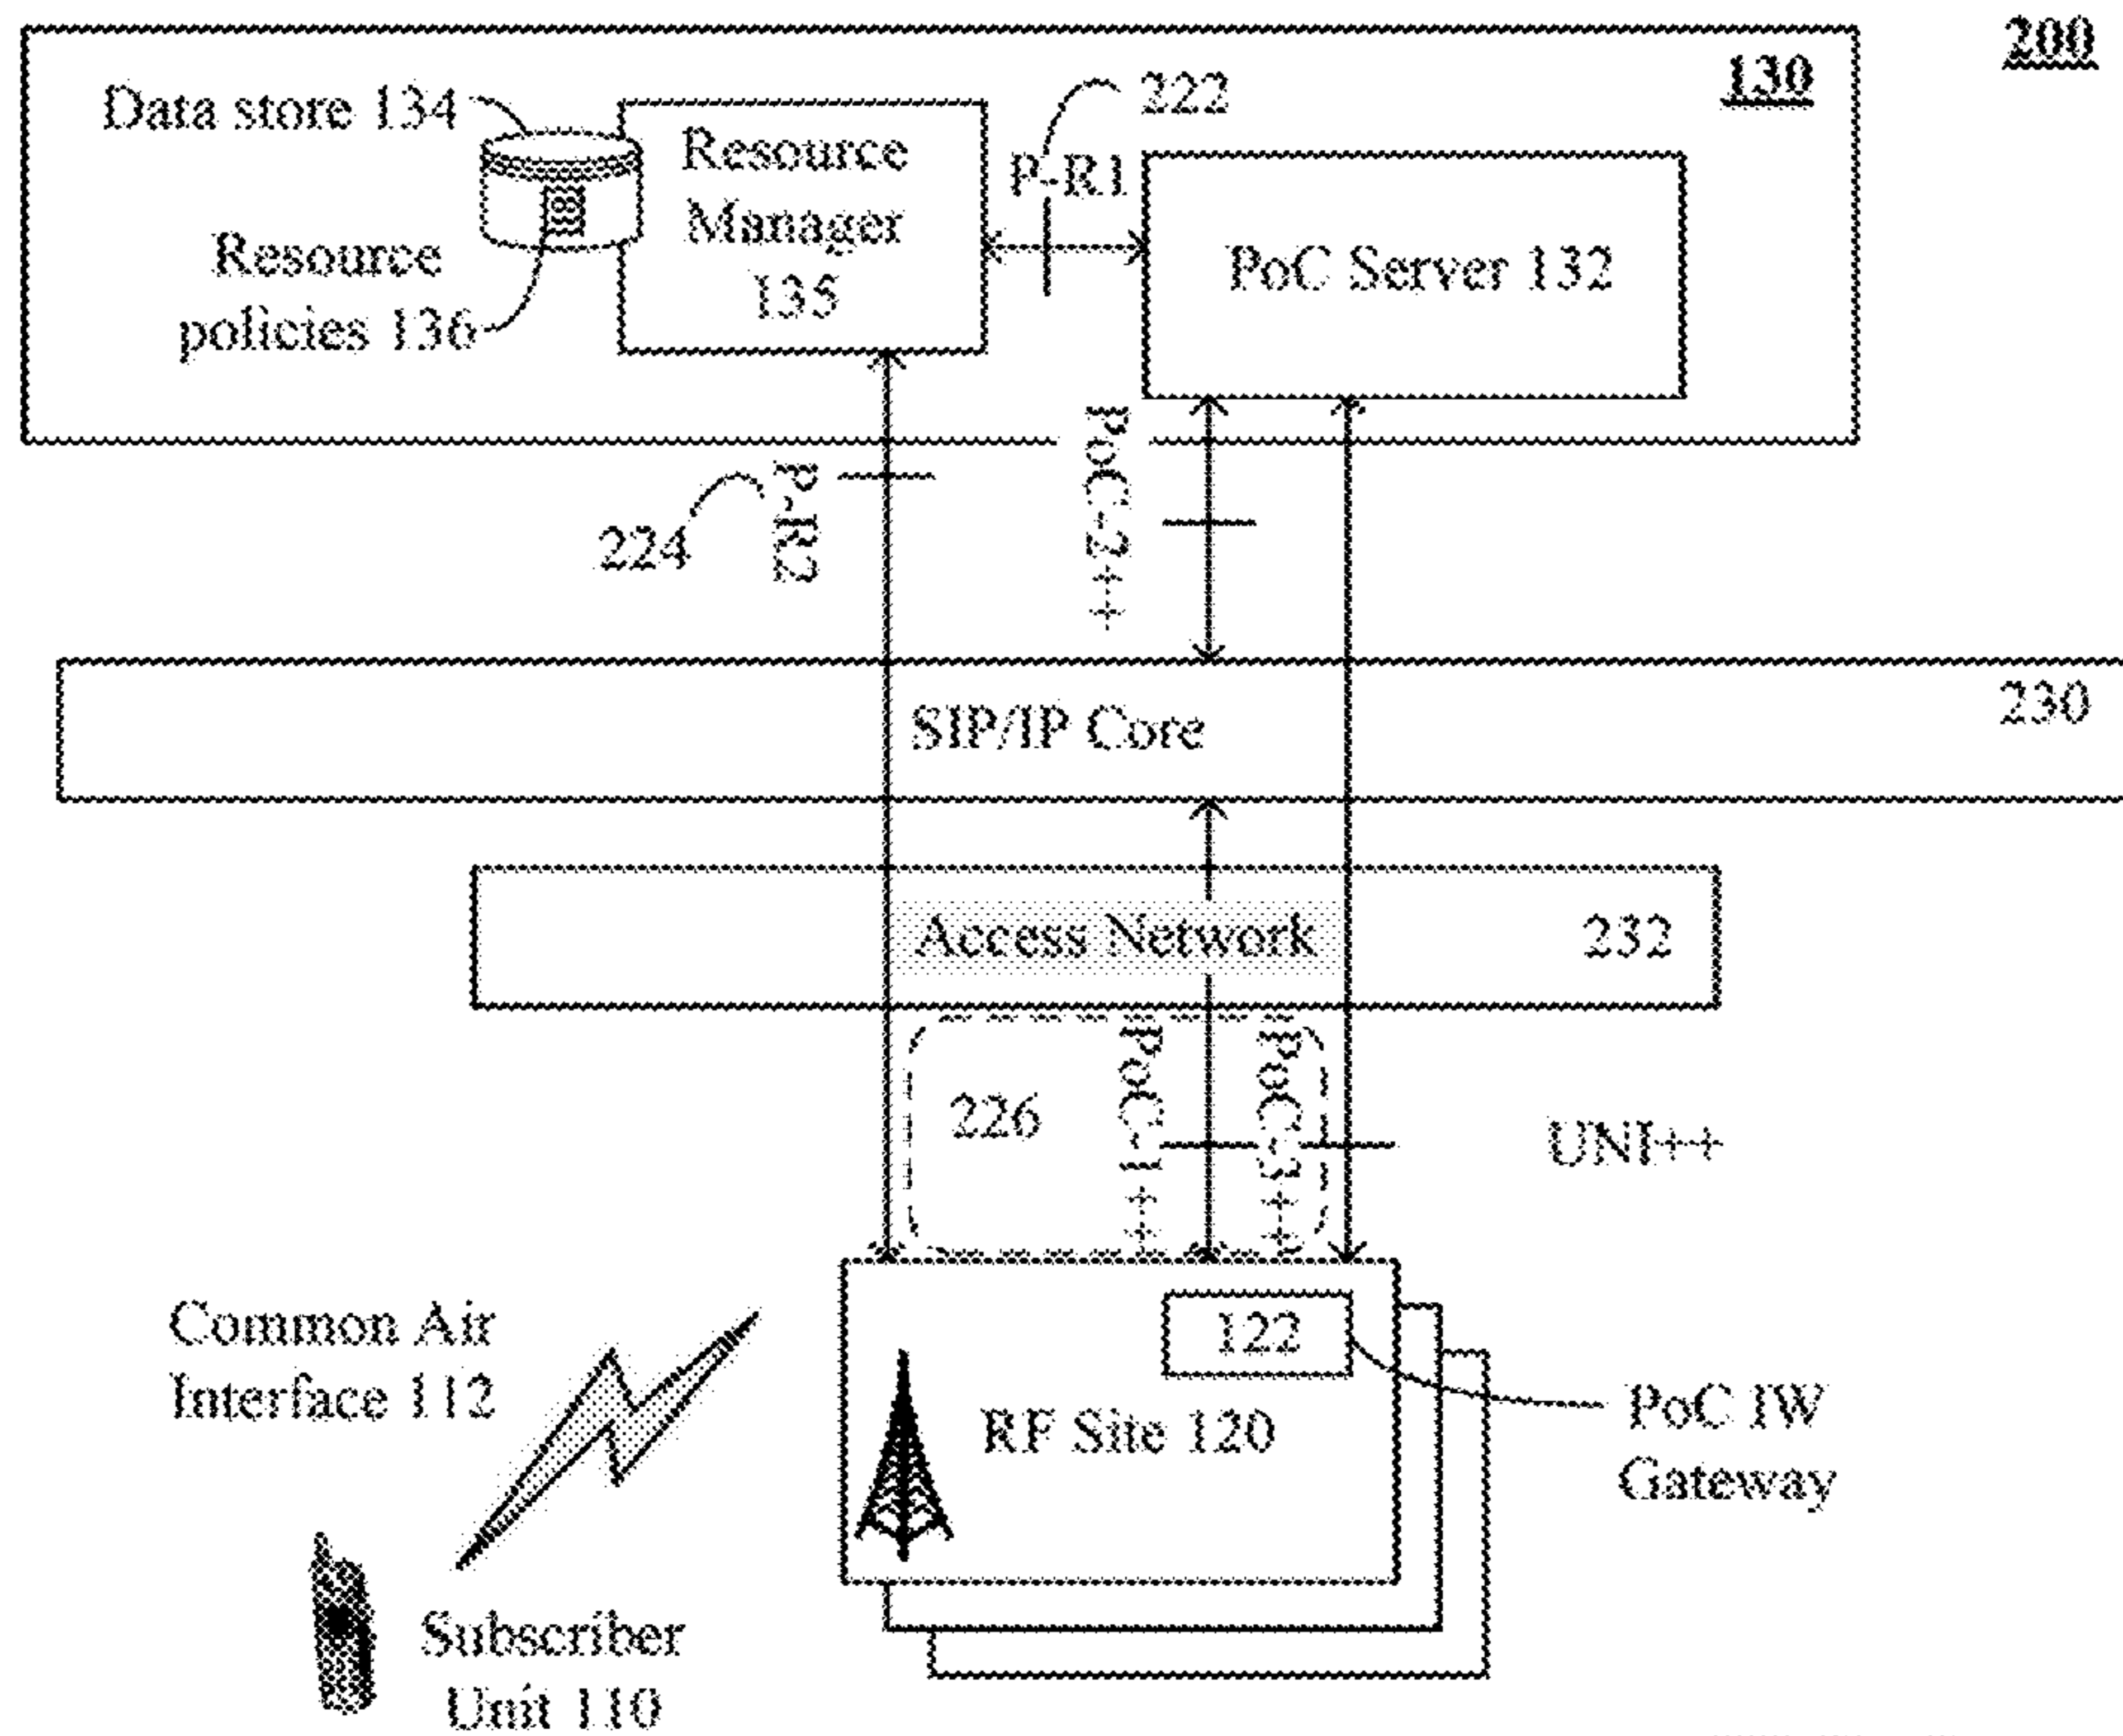 200
130
Data store 134
222
Resource
Manager
135
P-R1
PoC Server 132
Resource
policies 136
224
P-R2
PoC-2++
SIP/IP Core
230
Access Network
232
226
PoC-1++
UNI++
122
Common Air
Interface 112
RF Site 120
PoC IW
Gateway
Subscriber
Unit 110